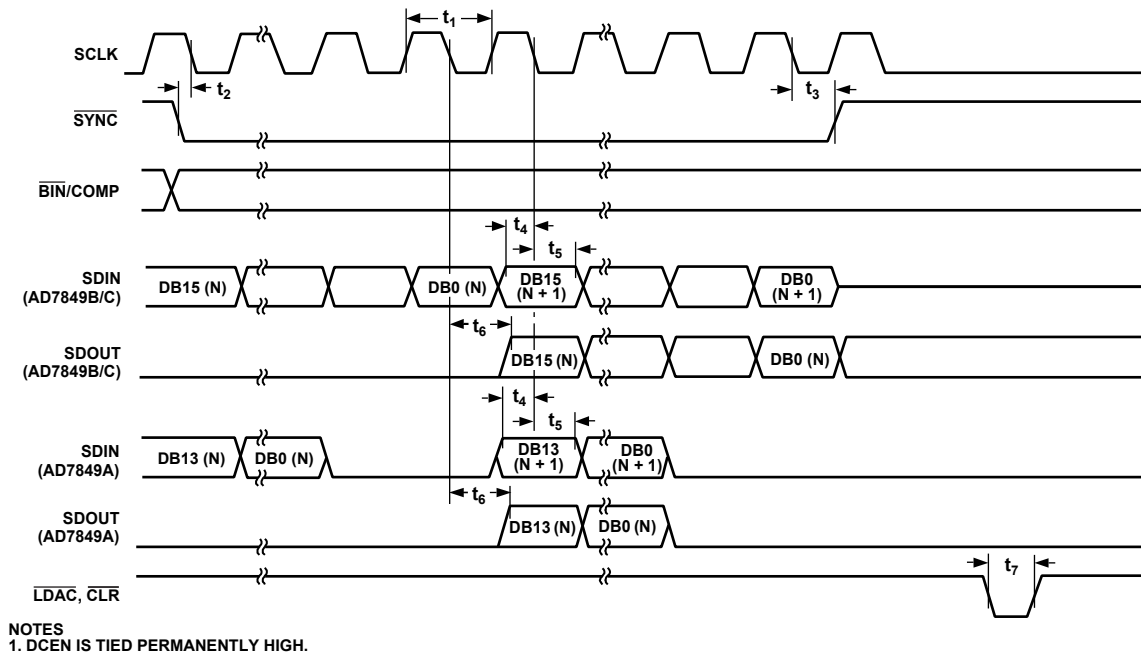 t1
SCLK
t2
t3
SYNC
BIN/COMP
t4
t5
SDIN
(AD7849B/C)
DB15 (N)
DB0 (N)
DB15
(N + 1)
DB0
(N + 1)
t6
SDOUT
(AD7849B/C)
DB15 (N)
DB0 (N)
t4
t5
SDIN
(AD7849A)
DB13 (N)
DB0 (N)
DB13
(N + 1)
DB0
(N + 1)
t6
SDOUT
(AD7849A)
DB13 (N)
DB0 (N)
t7
LDAC, CLR
NOTES
1. DCEN IS TIED PERMANENTLY HIGH.